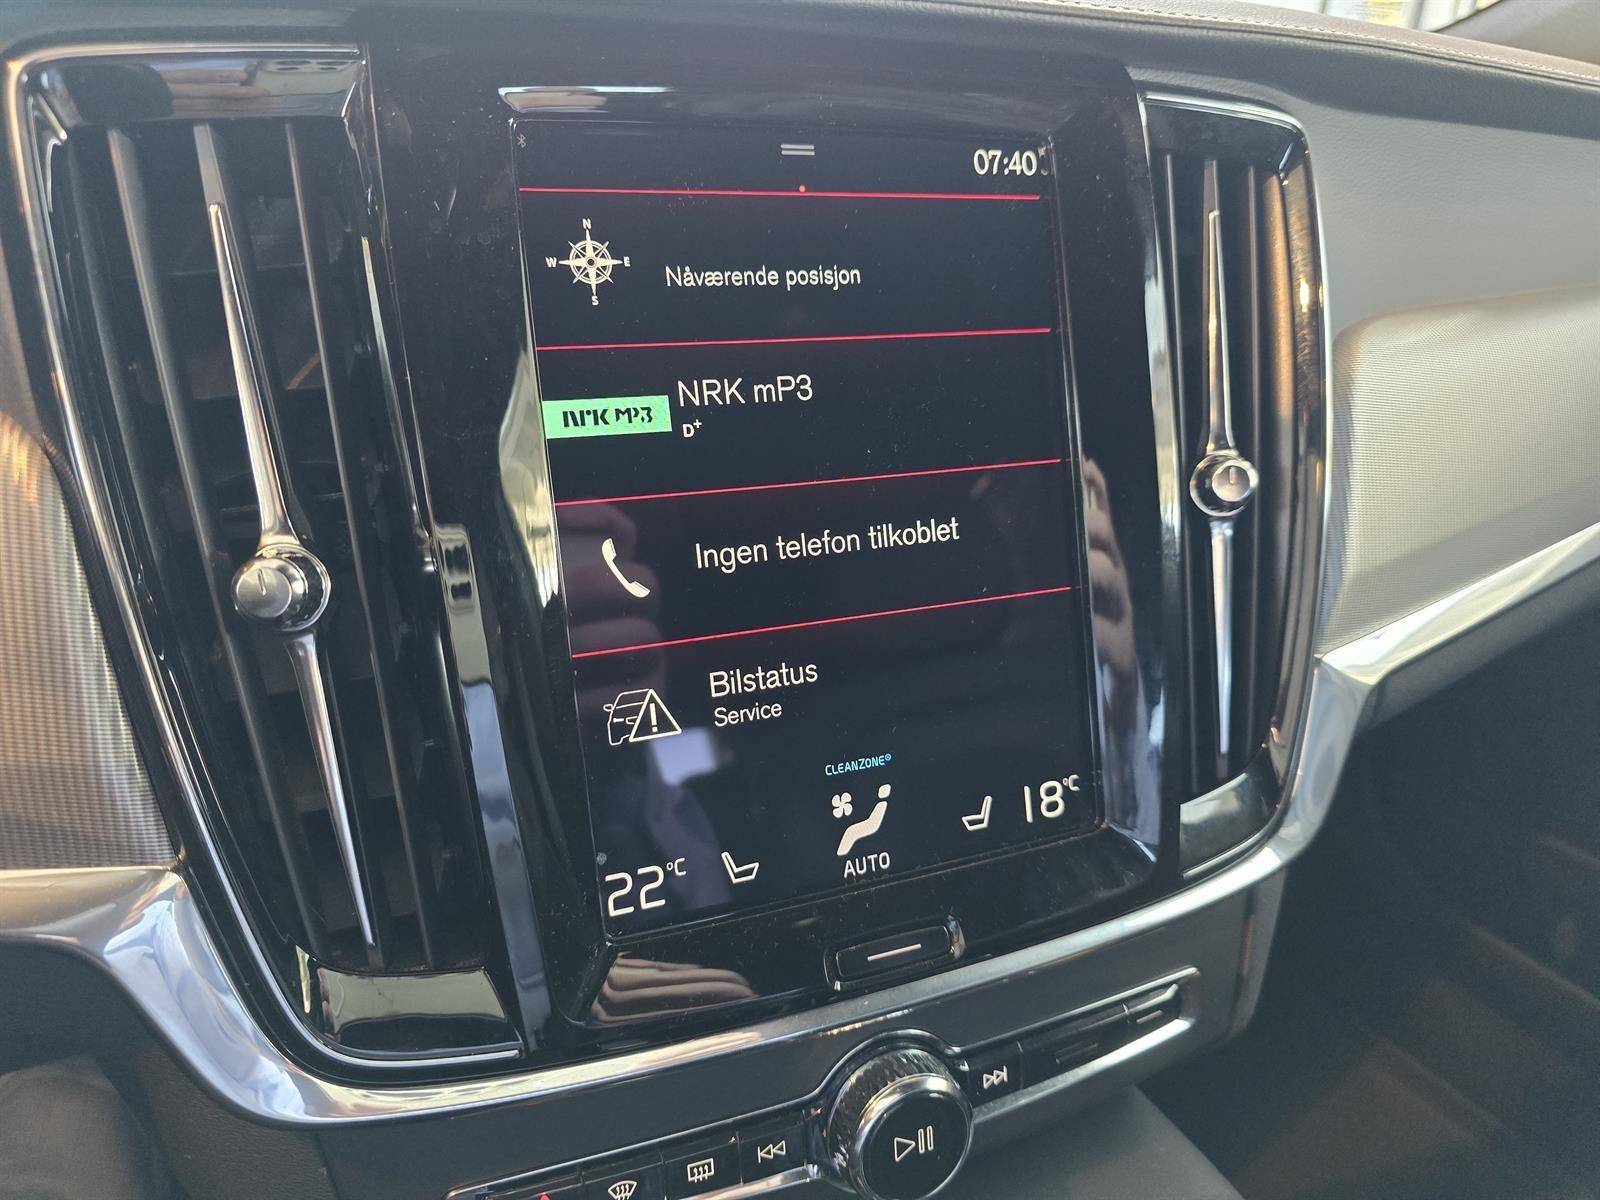 07:40
N
W E
S
Nåværende posisjon
NRK MP3
NRK mP3
D+
Ingen telefon tilkoblet
Bilstatus
Service
CLEANZONE®
22°C
AUTO
18°C